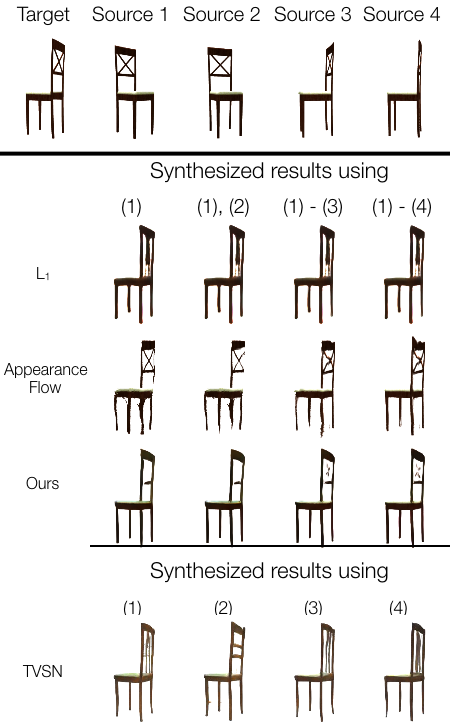 Target Source 1 Source 2 Source 3 Source 4
Synthesized results using
(1) (1), (2) (1) - (3) (1) - (4)
L₁
Appearance
Flow
Ours
Synthesized results using
(1) (2) (3) (4)
TVSN